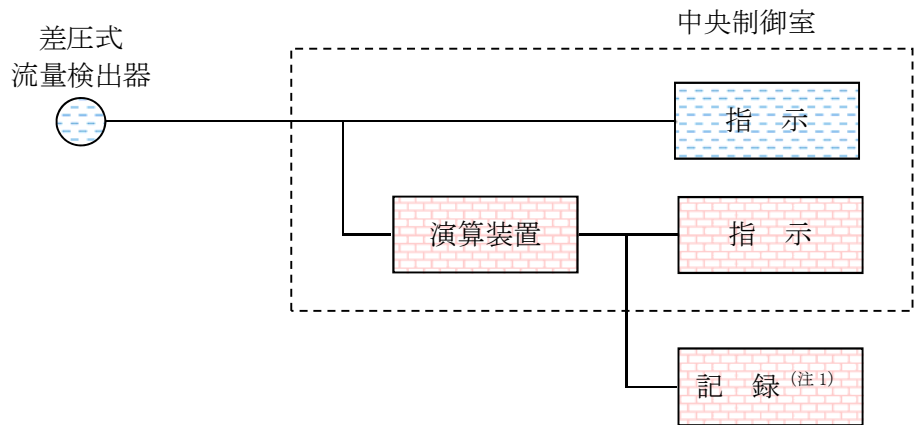 中央制御室
差圧式
流量検出器
指　示
演算装置
指　示
記　録(注1)